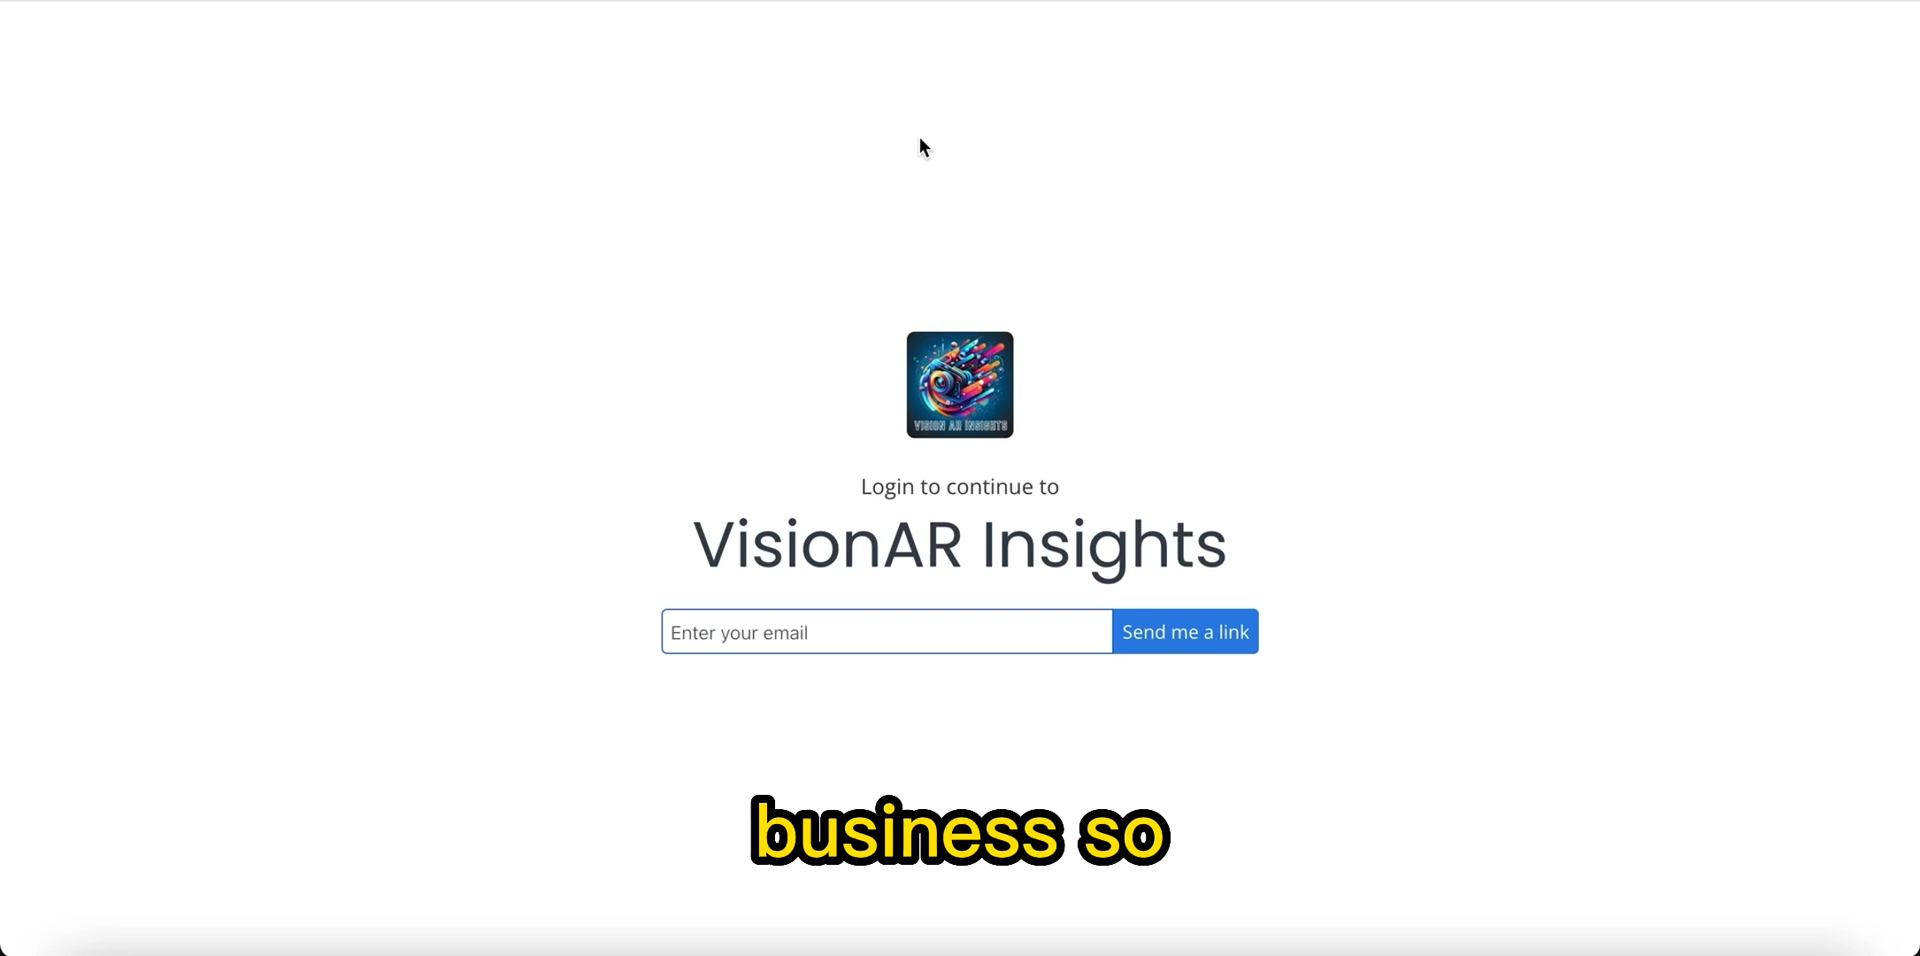 VISION AR INSIGHTS
Login to continue to
VisionAR Insights
Enter your email
Send me a link
business so